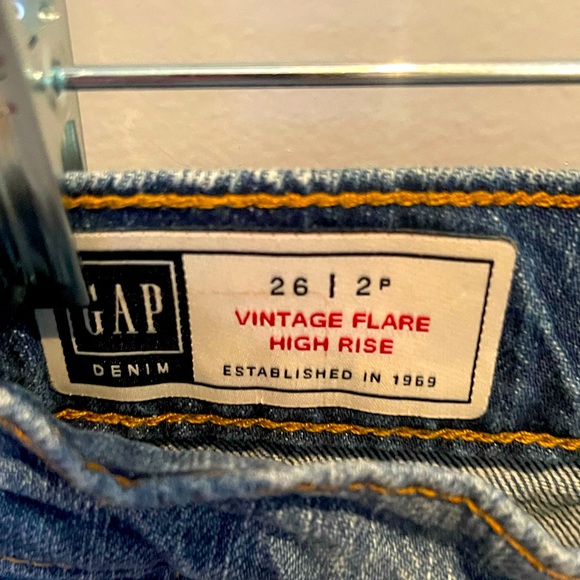 GAP
DENIM
26 | 2P
VINTAGE FLARE
HIGH RISE
ESTABLISHED IN 1969